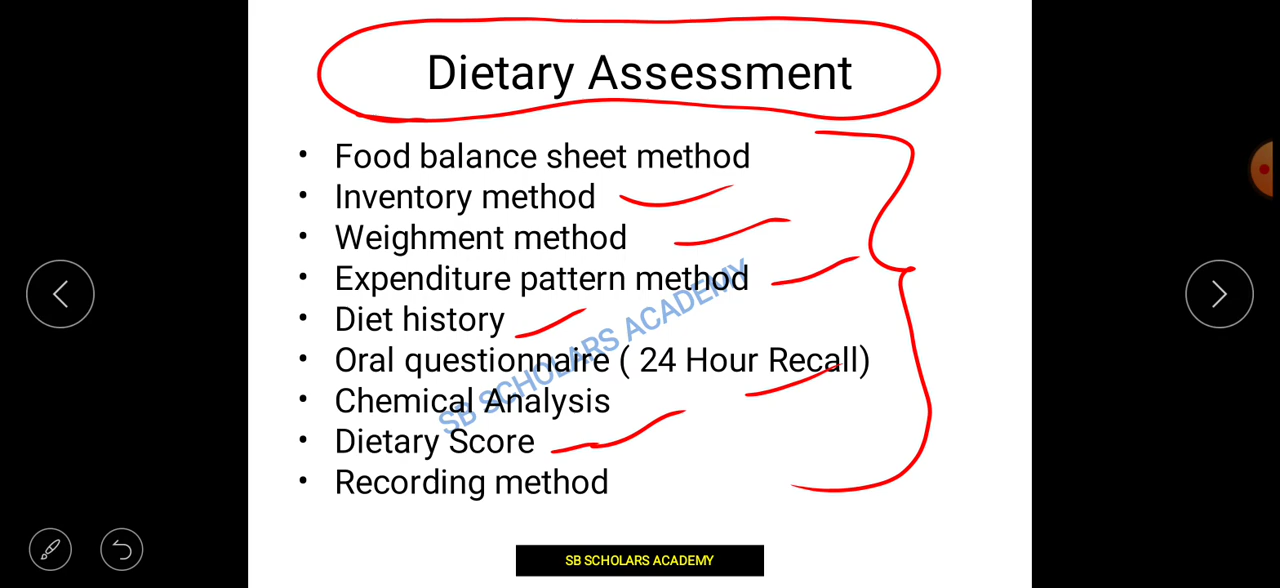 Dietary Assessment
• Food balance sheet method
• Inventory method
• Weighment method
• Expenditure pattern method
• Diet history
• Oral questionnaire ( 24 Hour Recall)
• Chemical Analysis
• Dietary Score
• Recording method
SB SCHOLARS ACADEMY
SB SCHOLARS ACADEMY